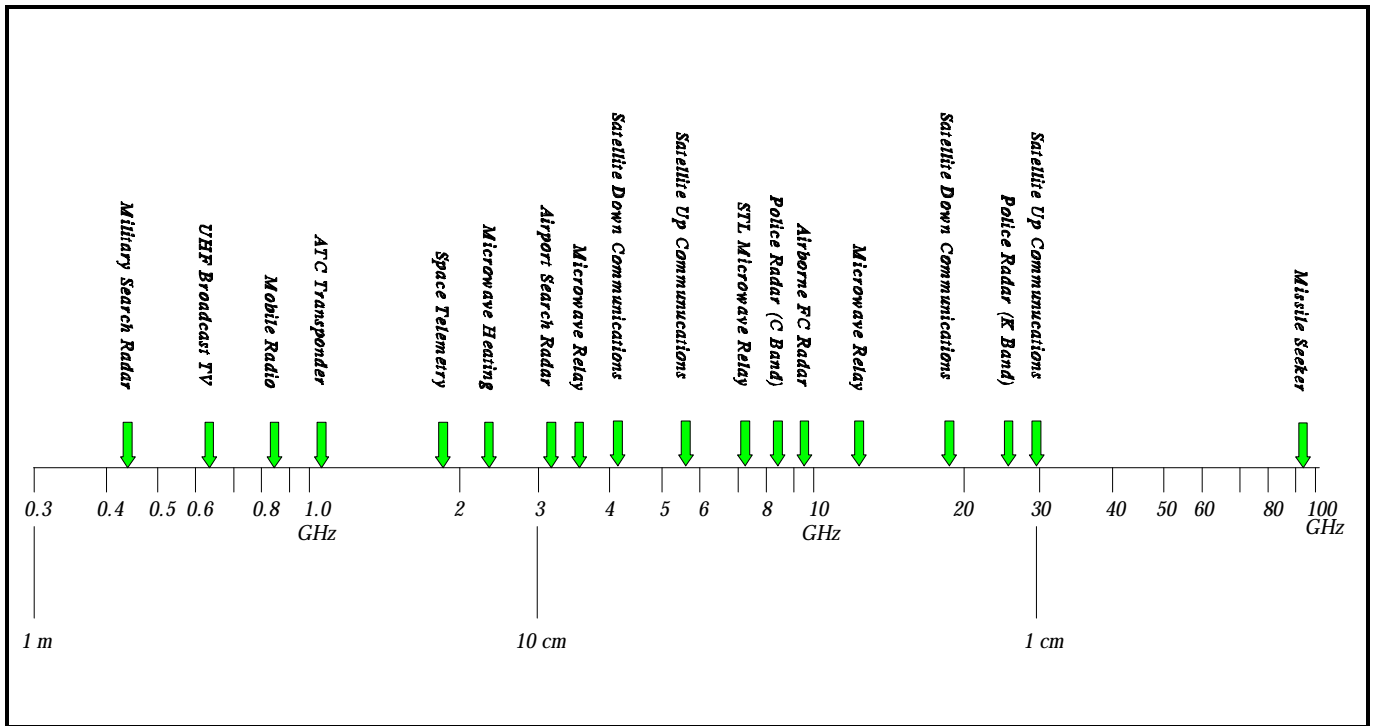 Military Search Radar
UHF Broadcast TV
Mobile Radio
ATC Transponder
Space Telemetry
Microwave Heating
Airport Search Radar
Microwave Relay
Satellite Down Communications
Satellite Up Communucations
STL Microwave Relay
Police Radar (C Band)
Airborne FC Radar
Microwave Relay
Satellite Down Communications
Police Radar (K Band)
Satellite Up Communucations
Missile Seeker
0.3 0.4 0.5 0.6 0.8 1.0 2 3 4 5 6 8 10 20 30 40 50 60 80 100
GHz GHz GHz
1 m 10 cm 1 cm